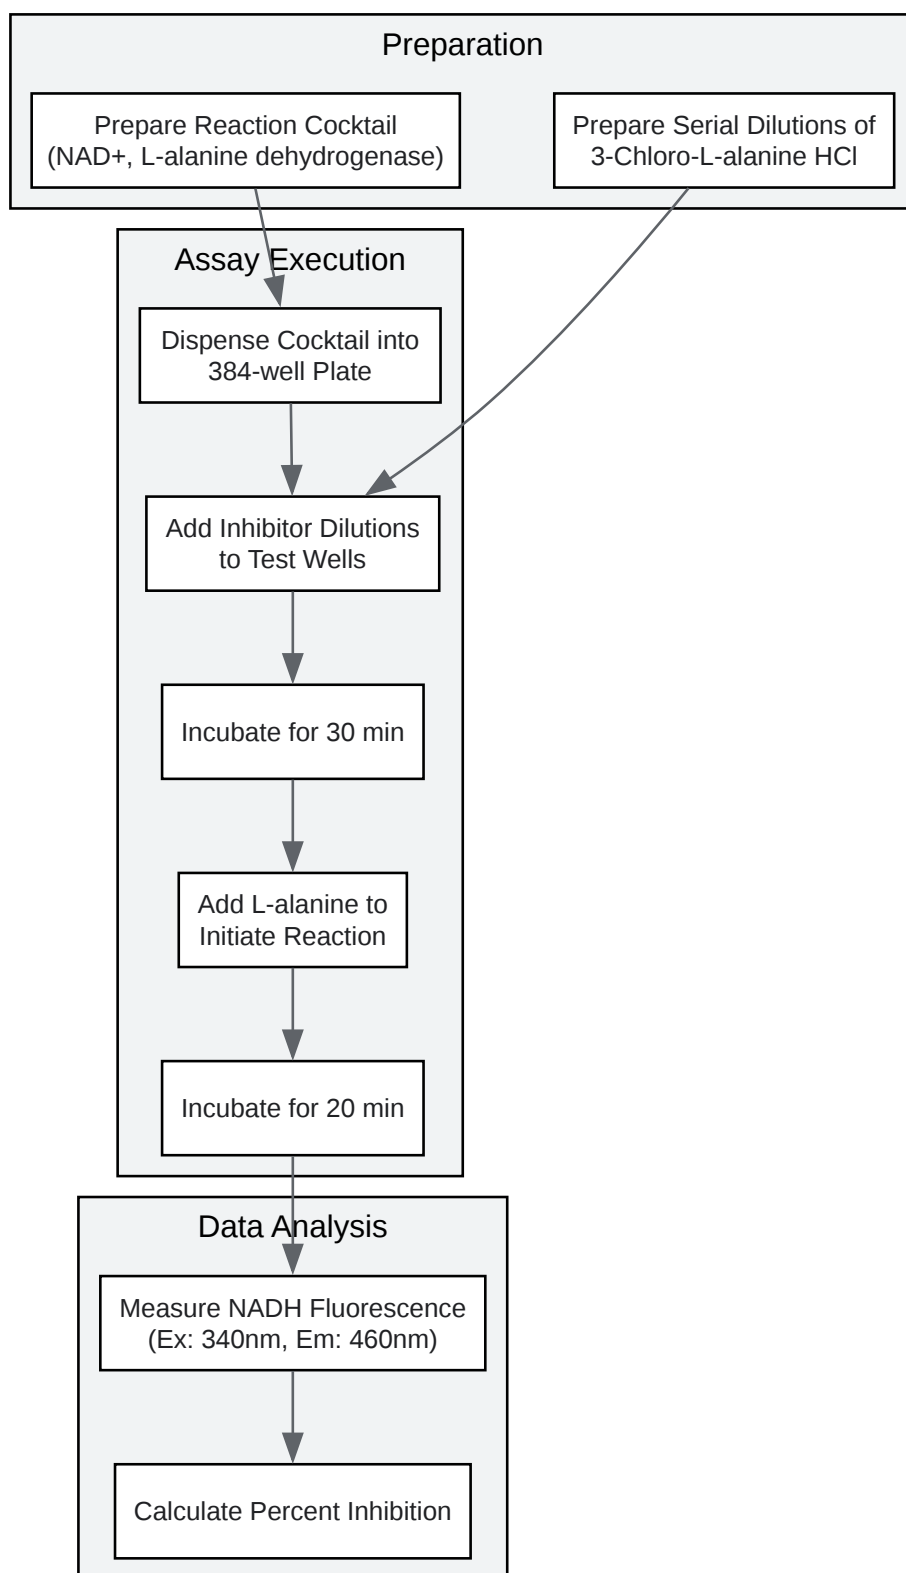 Preparation
Prepare Reaction Cocktail
(NAD+, L-alanine dehydrogenase)
Prepare Serial Dilutions of
3-Chloro-L-alanine HCl
Assay Execution
Dispense Cocktail into
384-well Plate
Add Inhibitor Dilutions
to Test Wells
Incubate for 30 min
Add L-alanine to
Initiate Reaction
Incubate for 20 min
Data Analysis
Measure NADH Fluorescence
(Ex: 340nm, Em: 460nm)
Calculate Percent Inhibition